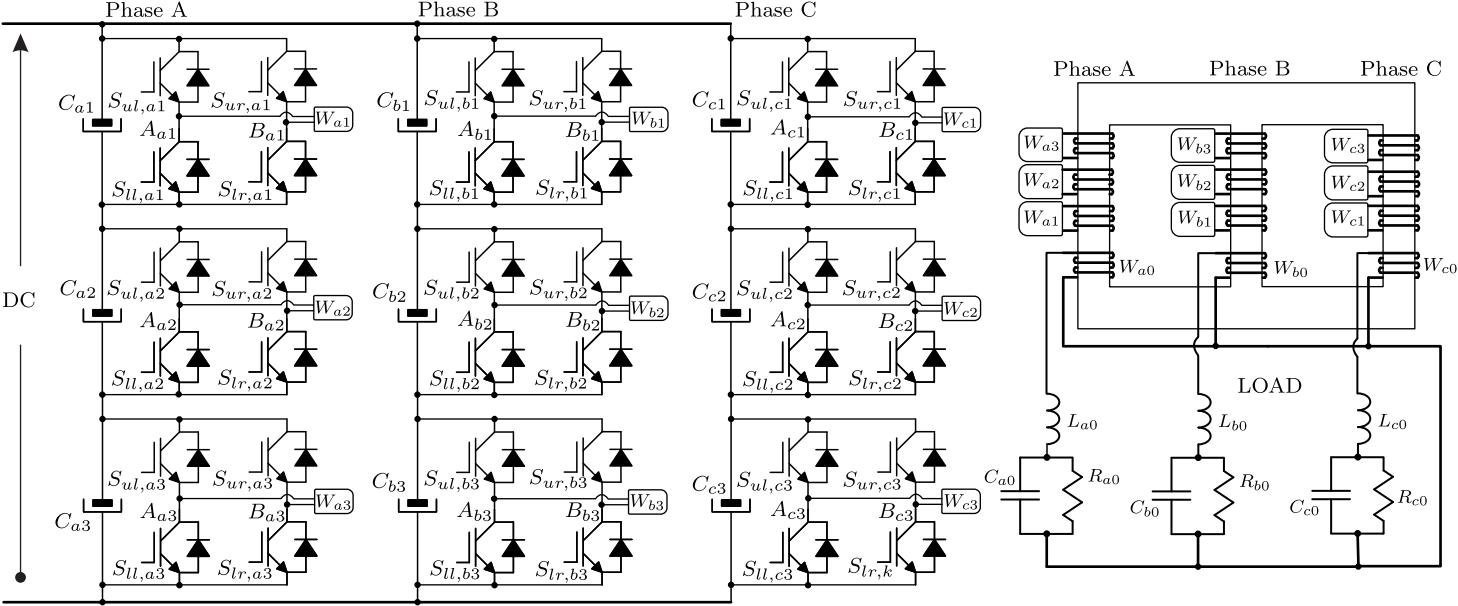 Phase A Phase B Phase C
C_{a1} S_{ul,a1} S_{ur,a1} W_{a1} C_{b1} S_{ul,b1} S_{ur,b1} W_{b1} C_{c1} S_{ul,c1} S_{ur,c1} W_{c1}
A_{a1} B_{a1} A_{b1} B_{b1} A_{c1} B_{c1}
S_{ll,a1} S_{lr,a1} S_{ll,b1} S_{lr,b1} S_{ll,c1} S_{lr,c1}
DC
C_{a2} S_{ul,a2} S_{ur,a2} W_{a2} C_{b2} S_{ul,b2} S_{ur,b2} W_{b2} C_{c2} S_{ul,c2} S_{ur,c2} W_{c2}
A_{a2} B_{a2} A_{b2} B_{b2} A_{c2} B_{c2}
S_{ll,a2} S_{lr,a2} S_{ll,b2} S_{lr,b2} S_{ll,c2} S_{lr,c2}
S_{ul,a3} S_{ur,a3} W_{a3} C_{b3} S_{ul,b3} S_{ur,b3} W_{b3} C_{c3} S_{ul,c3} S_{ur,c3} W_{c3}
C_{a3} A_{a3} B_{a3} A_{b3} B_{b3} A_{c3} B_{c3}
S_{ll,a3} S_{lr,a3} S_{ll,b3} S_{lr,b3} S_{ll,c3} S_{lr,k}
Phase A Phase B Phase C
W_{a3} W_{b3} W_{c3}
W_{a2} W_{b2} W_{c2}
W_{a1} W_{b1} W_{c1}
W_{a0} W_{b0} W_{c0}
LOAD
L_{a0} L_{b0} L_{c0}
C_{a0} R_{a0} C_{b0} R_{b0} C_{c0} R_{c0}